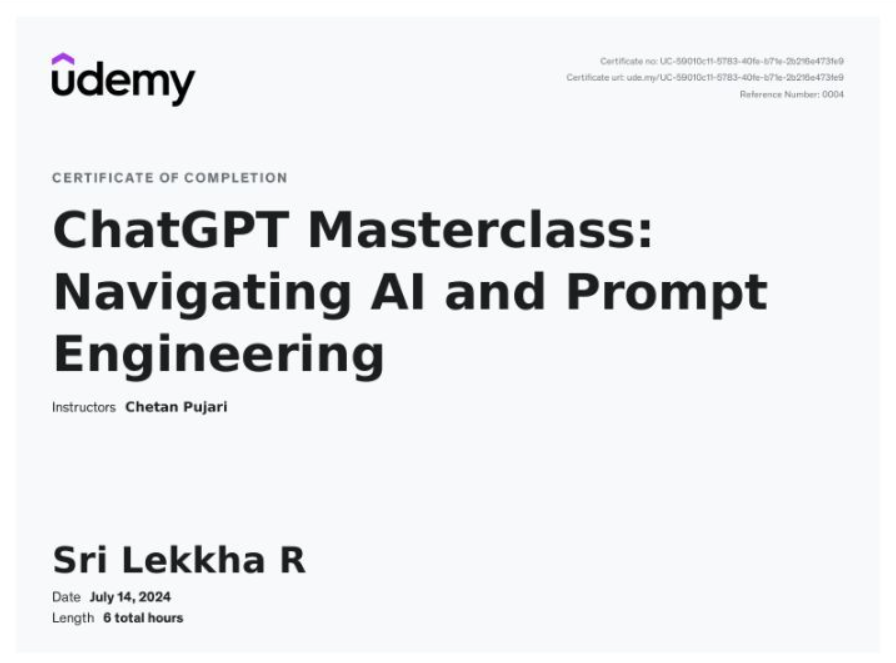 udemy
Certificate no: UC-59010c11-5783-40fe-b71e-2b216e473fe9
Certificate url: ude.my/UC-59010c11-5783-40fe-b71e-2b216e473fe9
Reference Number: 0004
CERTIFICATE OF COMPLETION
ChatGPT Masterclass:
Navigating AI and Prompt
Engineering
Instructors Chetan Pujari
Sri Lekkha R
Date July 14, 2024
Length 6 total hours